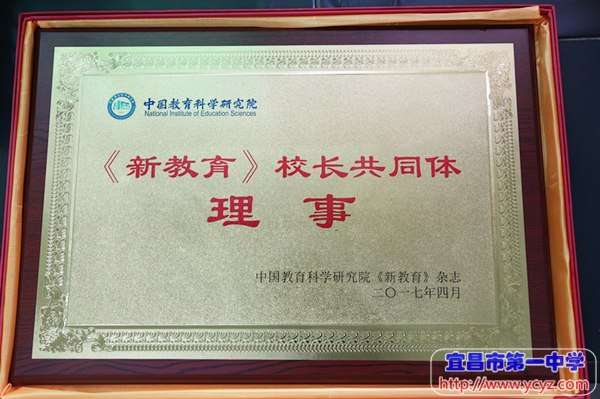 中国教育科学研究院
National Institute of Education Sciences
《新教育》校长共同体
理 事
中国教育科学研究院《新教育》杂志
二〇一七年四月
宜昌市第一中学
http://www.ycyz.com